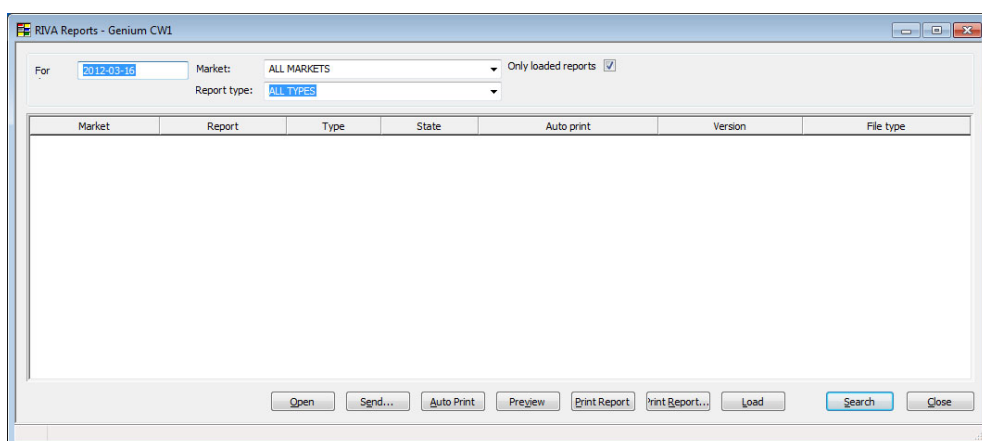 RIVA Reports - Genium CW1
For 2012-03-16 Market: ALL MARKETS Only loaded reports
Report type: ALL TYPES
Market Report Type State Auto print Version File type
Open Send... Auto Print Preview Print Report Print Report... Load Search Close